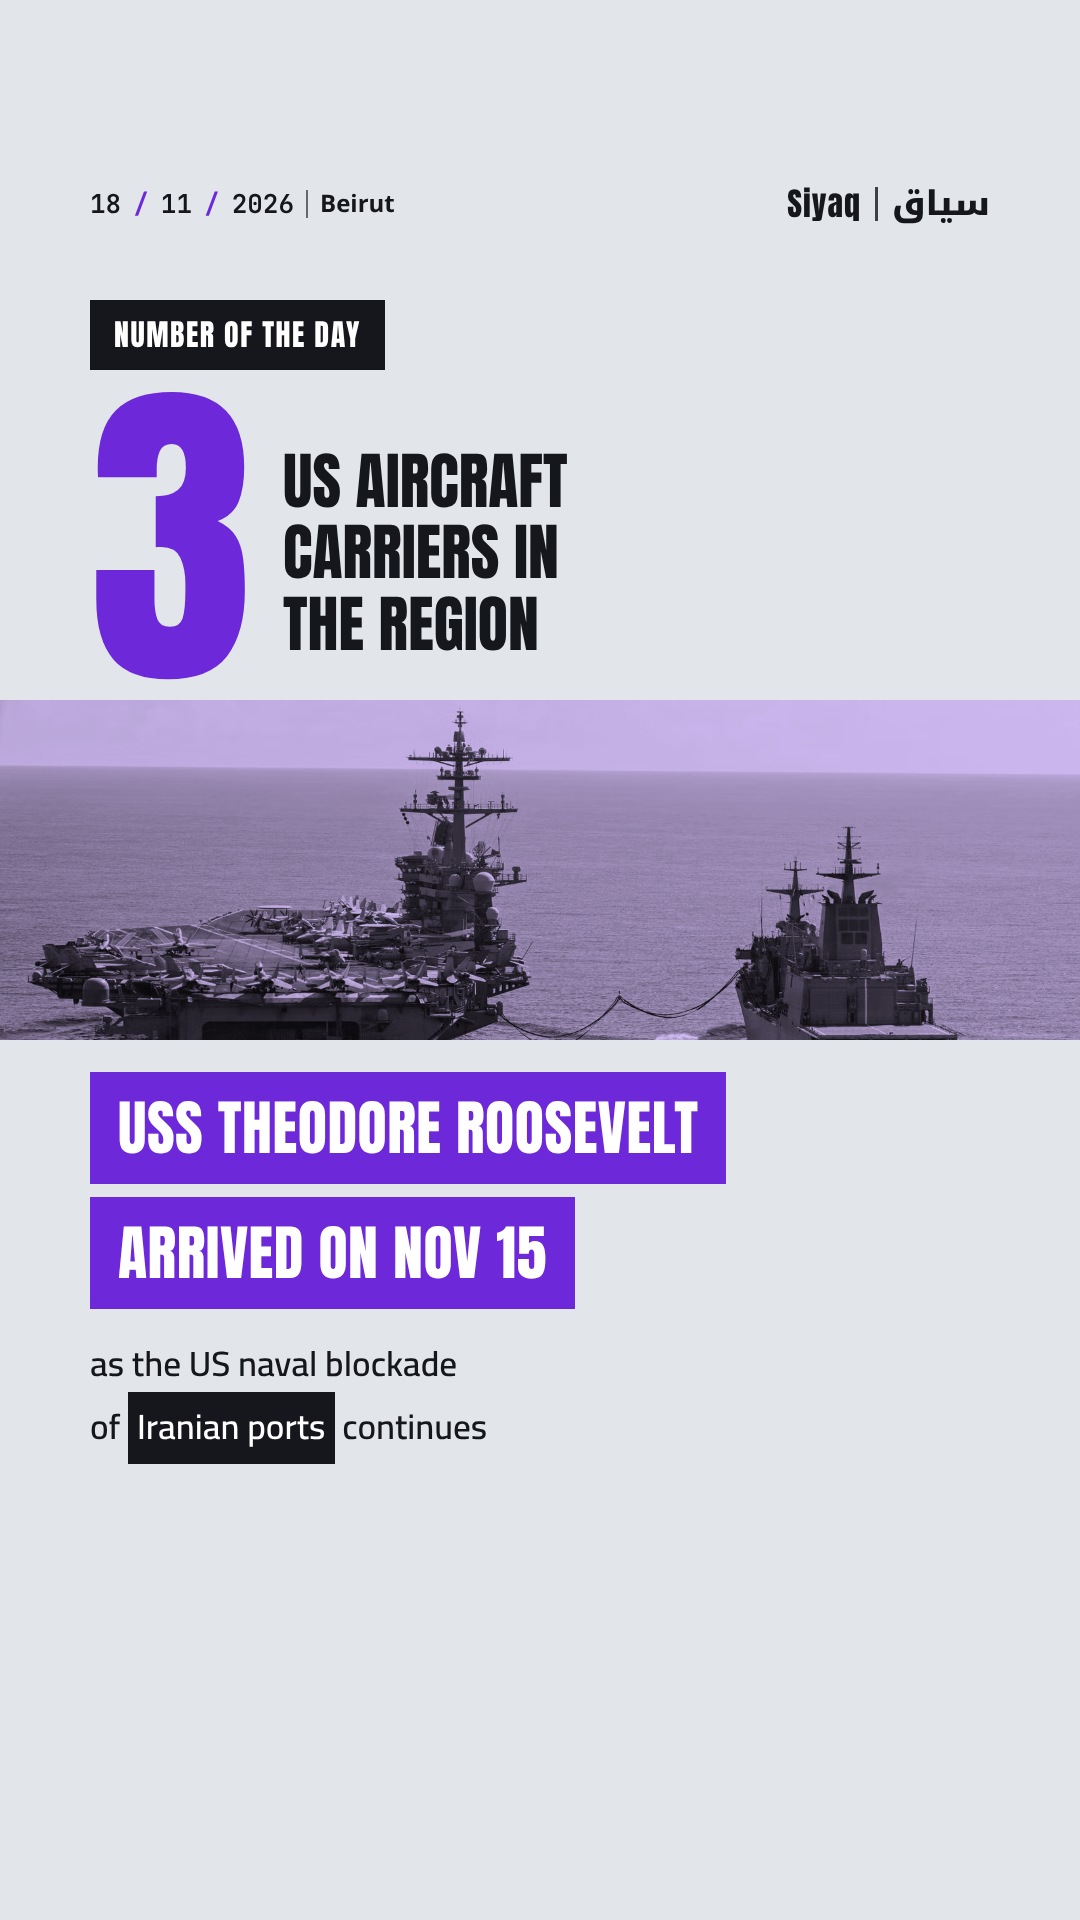 18 / 11 / 2026 | Beirut
Siyaq | سياق
NUMBER OF THE DAY
3
US AIRCRAFT
CARRIERS IN
THE REGION
USS THEODORE ROOSEVELT
ARRIVED ON NOV 15
as the US naval blockade
of Iranian ports continues